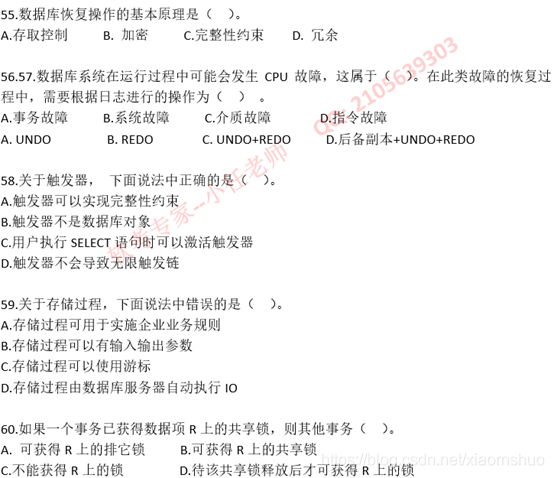 55.数据库恢复操作的基本原理是（ ）。
A.存取控制 B. 加密 C.完整性约束 D. 冗余
56.57.数据库系统在运行过程中可能会发生 CPU 故障，这属于（ ）。在此类故障的恢复过
程中，需要根据日志进行的操作为（ ） 。
A.事务故障 B.系统故障 C.介质故障 D.指令故障
A. UNDO B. REDO C. UNDO+REDO D.后备副本+UNDO+REDO
58.关于触发器， 下面说法中正确的是（ ）。
A.触发器可以实现完整性约束
B.触发器不是数据库对象
C.用户执行 SELECT 语句时可以激活触发器
D.触发器不会导致无限触发链
59.关于存储过程，下面说法中错误的是（ ）。
A.存储过程可用于实施企业业务规则
B.存储过程可以有输入输出参数
C.存储过程可以使用游标
D.存储过程由数据库服务器自动执行 IO
60.如果一个事务已获得数据项 R 上的共享锁，则其他事务（ ）。
A. 可获得 R 上的排它锁 B.可获得 R 上的共享锁
C.不能获得 R 上的锁 D.待该共享锁释放后才可获得 R 上的锁
软考专家--小任老师 QQ:2105639303
https://blog.csdn.net/xiaomshuo